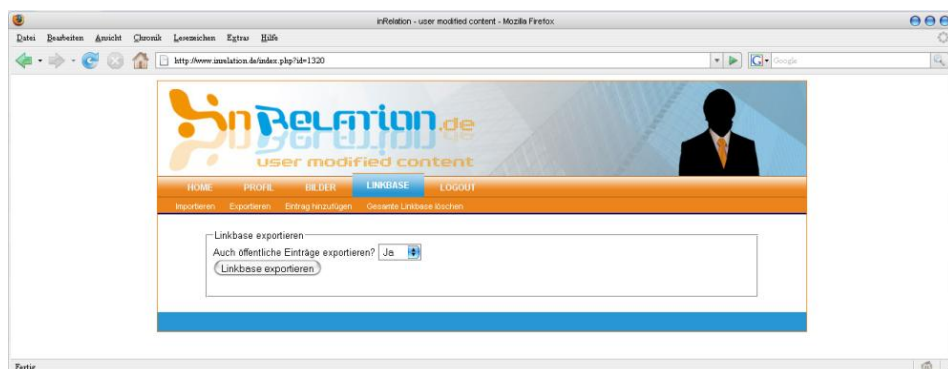 inRelation - user modified content - Mozilla Firefox
Datei Bearbeiten Ansicht Chronik Lesezeichen Extras Hilfe
http://www.inrelation.de/index.php?id=1320
Google
inRelation.de
user modified content
HOME PROFIL BILDER LINKBASE LOGOUT
Importieren Exportieren Eintrag hinzufügen Gesamte Linkbase löschen
Linkbase exportieren
Auch öffentliche Einträge exportieren? Ja
Linkbase exportieren
Fertig